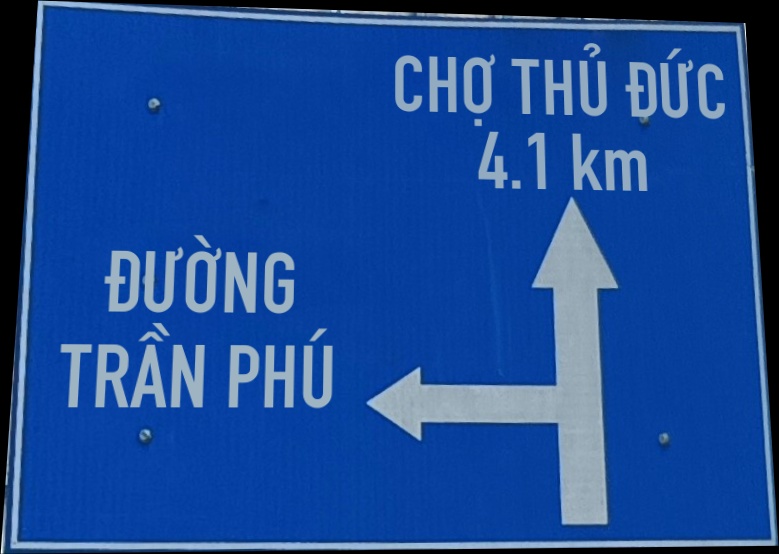 CHỢ THỦ ĐỨC
4.1 km
ĐƯỜNG
TRẦN PHÚ